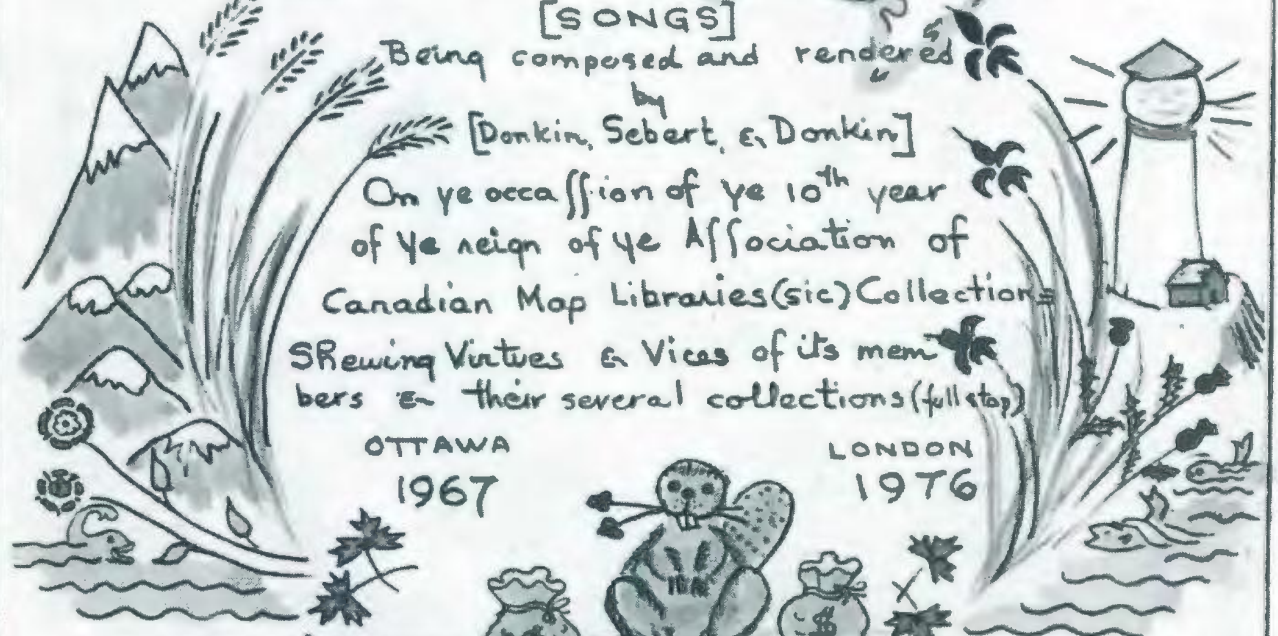 [SONGS]
Being composed and rendered
by
[Donkin, Sebert, & Donkin]
On ye occaſſion of ye 10th year
of ye reign of ye Aſſociation of
Canadian Map Libraries (sic) Collections
Shewing Virtues & Vices of its mem
bers & their several collections (full stop)
OTTAWA LONDON
1967 1976
$ $